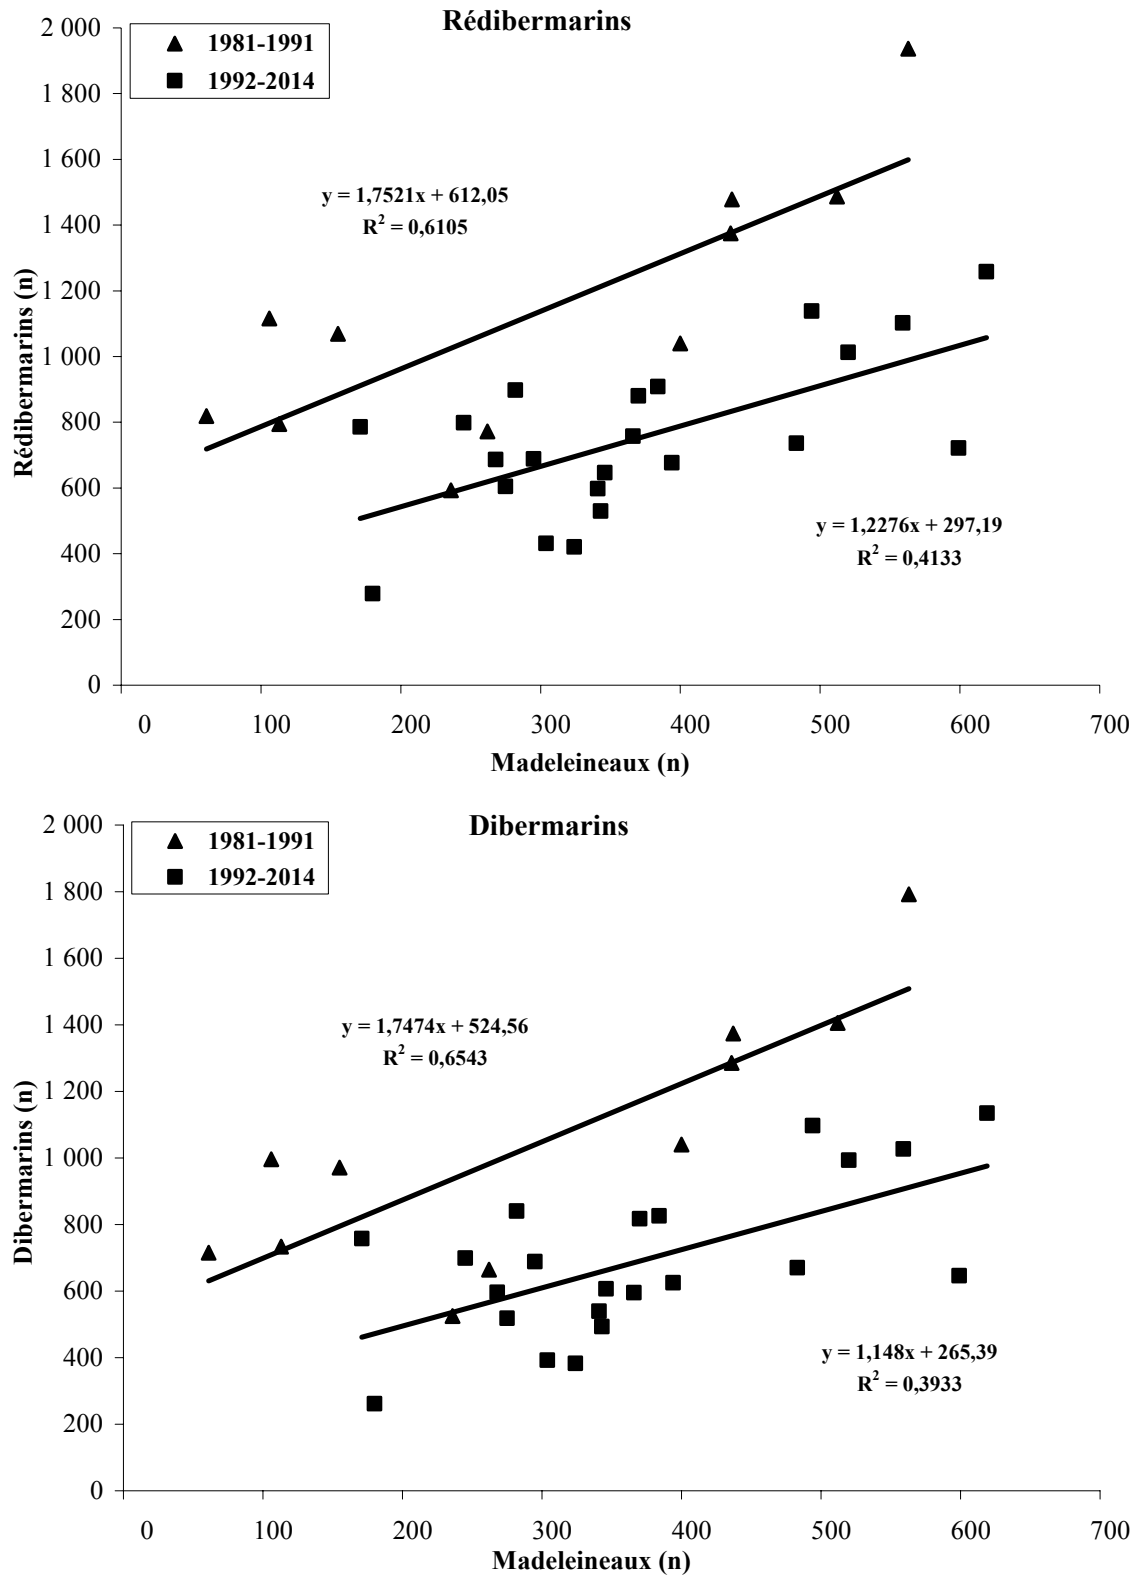 Rédibermarins
1981-1991
1992-2014
2 000
1 800
1 600
1 400
1 200
1 000
800
600
400
200
0
Rédibermarins (n)
y = 1,7521x + 612,05
R² = 0,6105
y = 1,2276x + 297,19
R² = 0,4133
0 100 200 300 400 500 600 700
Madeleineaux (n)
Dibermarins
1981-1991
1992-2014
2 000
1 800
1 600
1 400
1 200
1 000
800
600
400
200
0
Dibermarins (n)
y = 1,7474x + 524,56
R² = 0,6543
y = 1,148x + 265,39
R² = 0,3933
0 100 200 300 400 500 600 700
Madeleineaux (n)